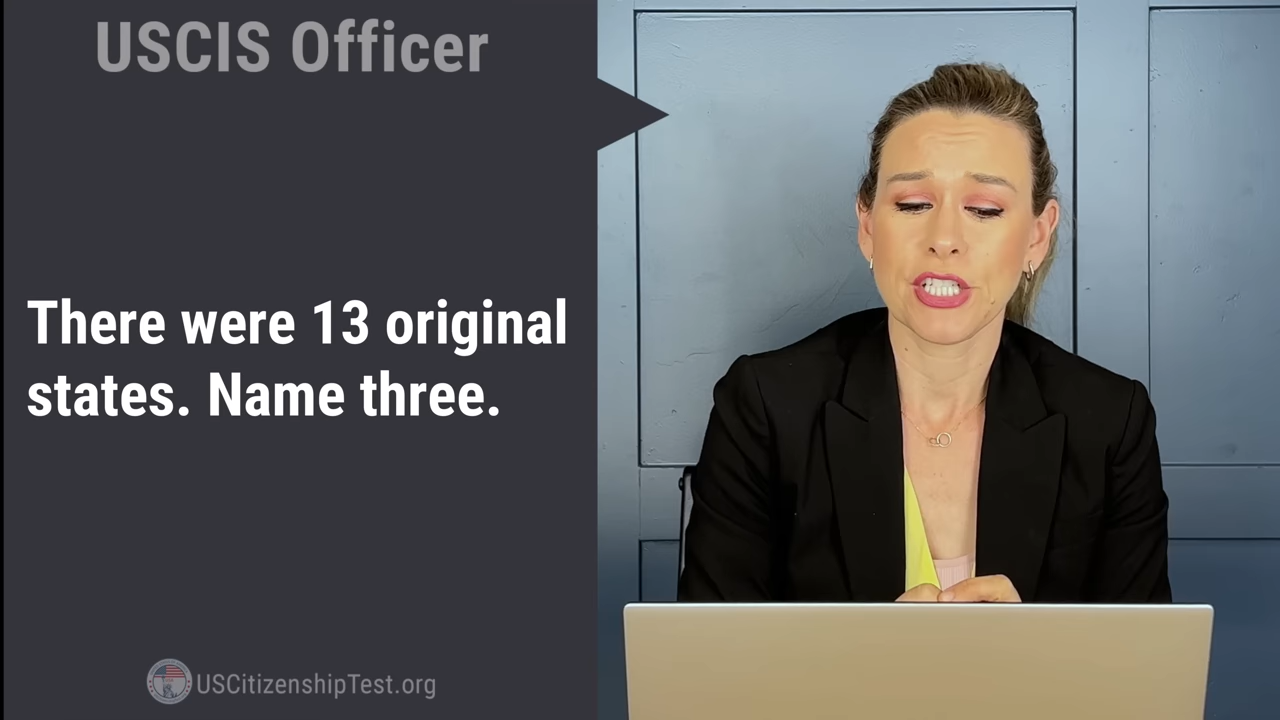 USCIS Officer
There were 13 original
states. Name three.
USCitizenshipTest.org